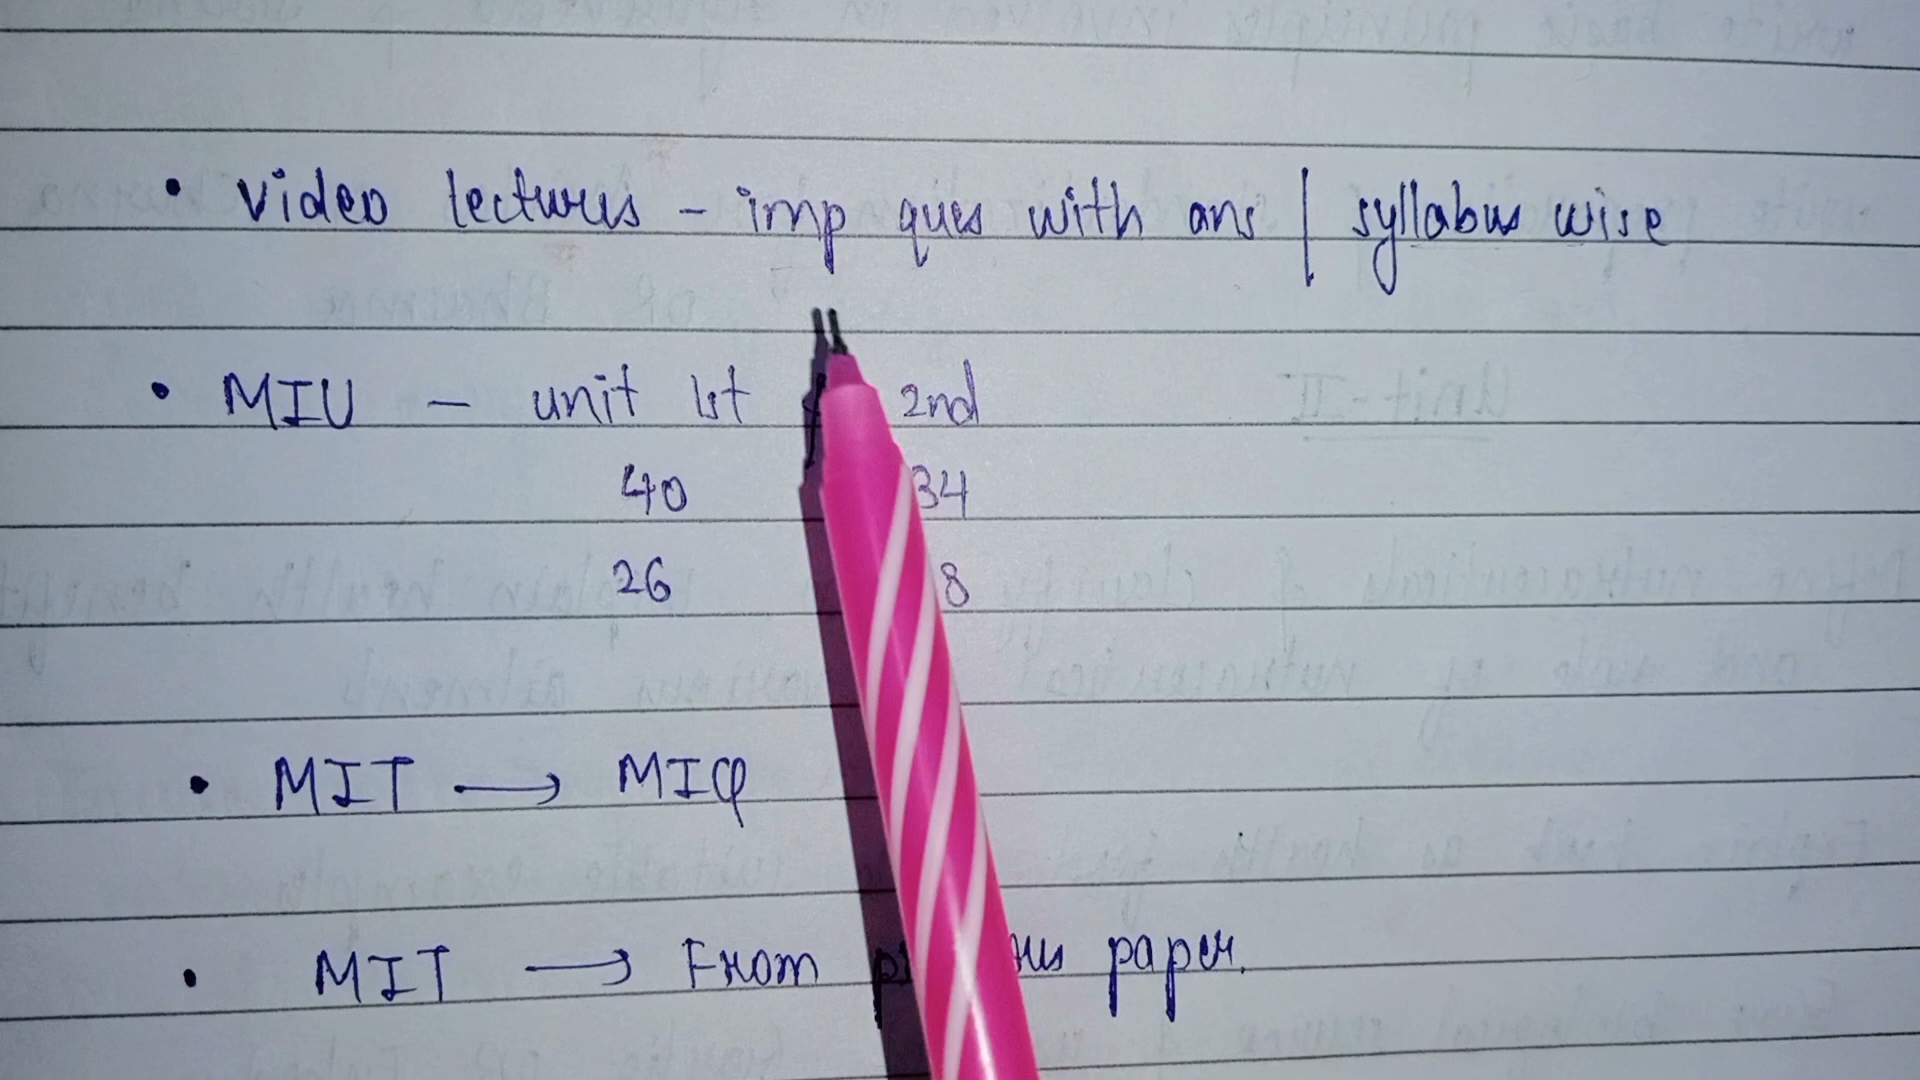 • Video lectures - imp ques with ans | syllabus wise
• MIU - unit Ist 2nd
40 34
26 8
• MIT → MIQ
• MIT → From paper.